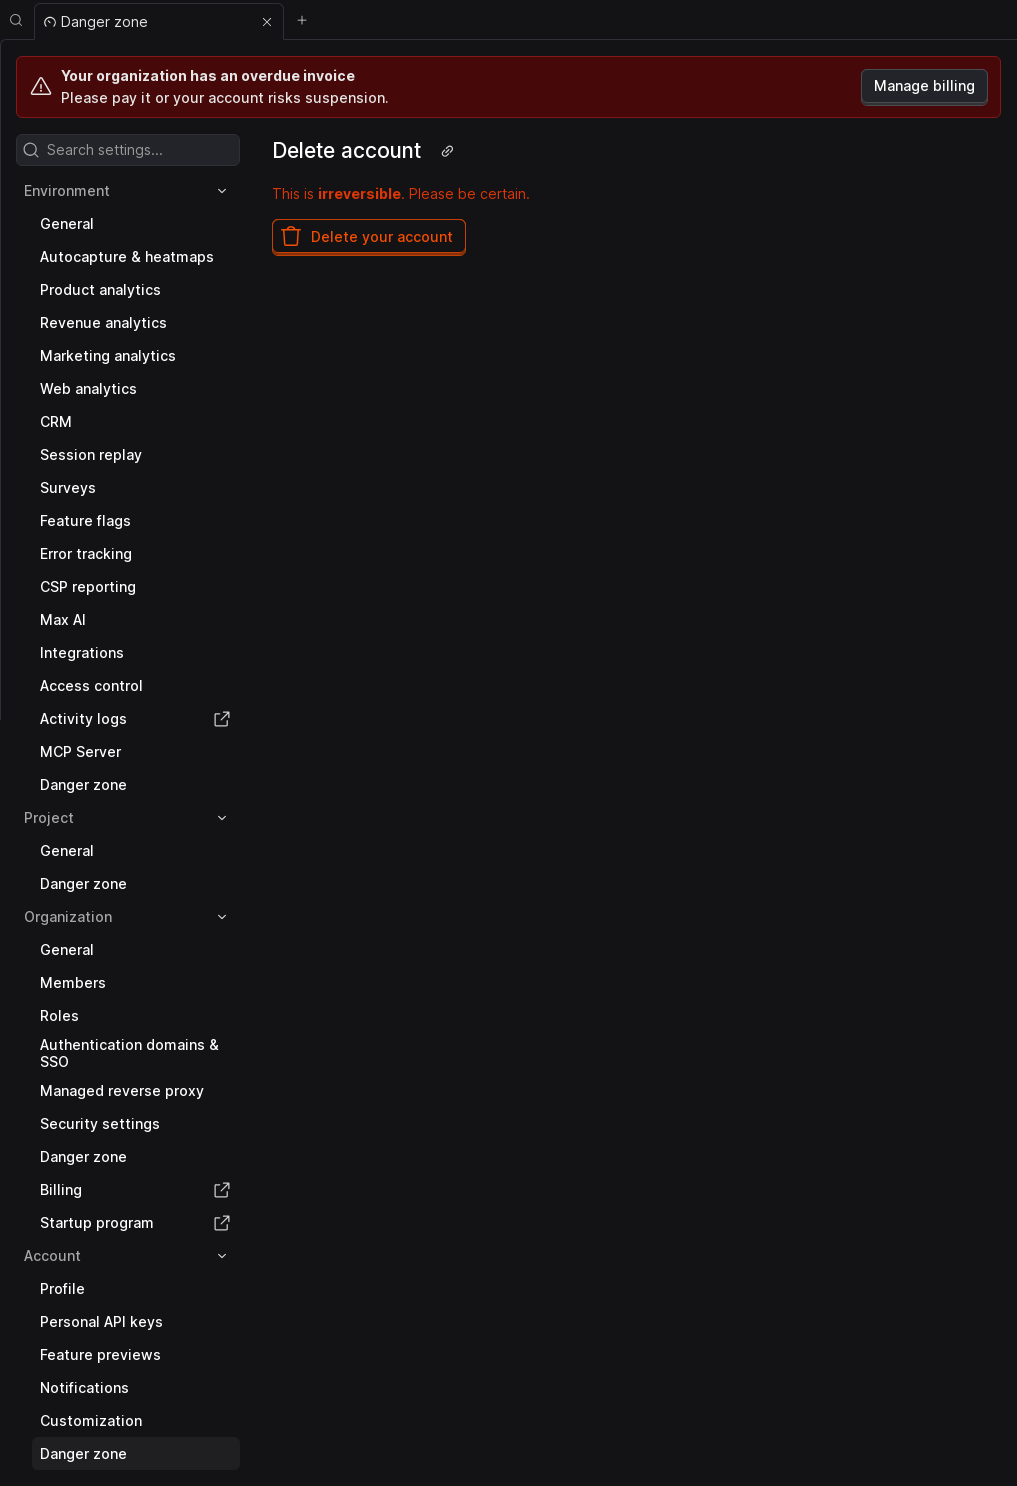 Danger zone
Your organization has an overdue invoice
Please pay it or your account risks suspension.
Manage billing
Search settings...
Environment
General
Autocapture & heatmaps
Product analytics
Revenue analytics
Marketing analytics
Web analytics
CRM
Session replay
Surveys
Feature flags
Error tracking
CSP reporting
Max AI
Integrations
Access control
Activity logs
MCP Server
Danger zone
Project
General
Danger zone
Organization
General
Members
Roles
Authentication domains &
SSO
Managed reverse proxy
Security settings
Danger zone
Billing
Startup program
Account
Profile
Personal API keys
Feature previews
Notifications
Customization
Danger zone
Delete account
This is irreversible. Please be certain.
Delete your account